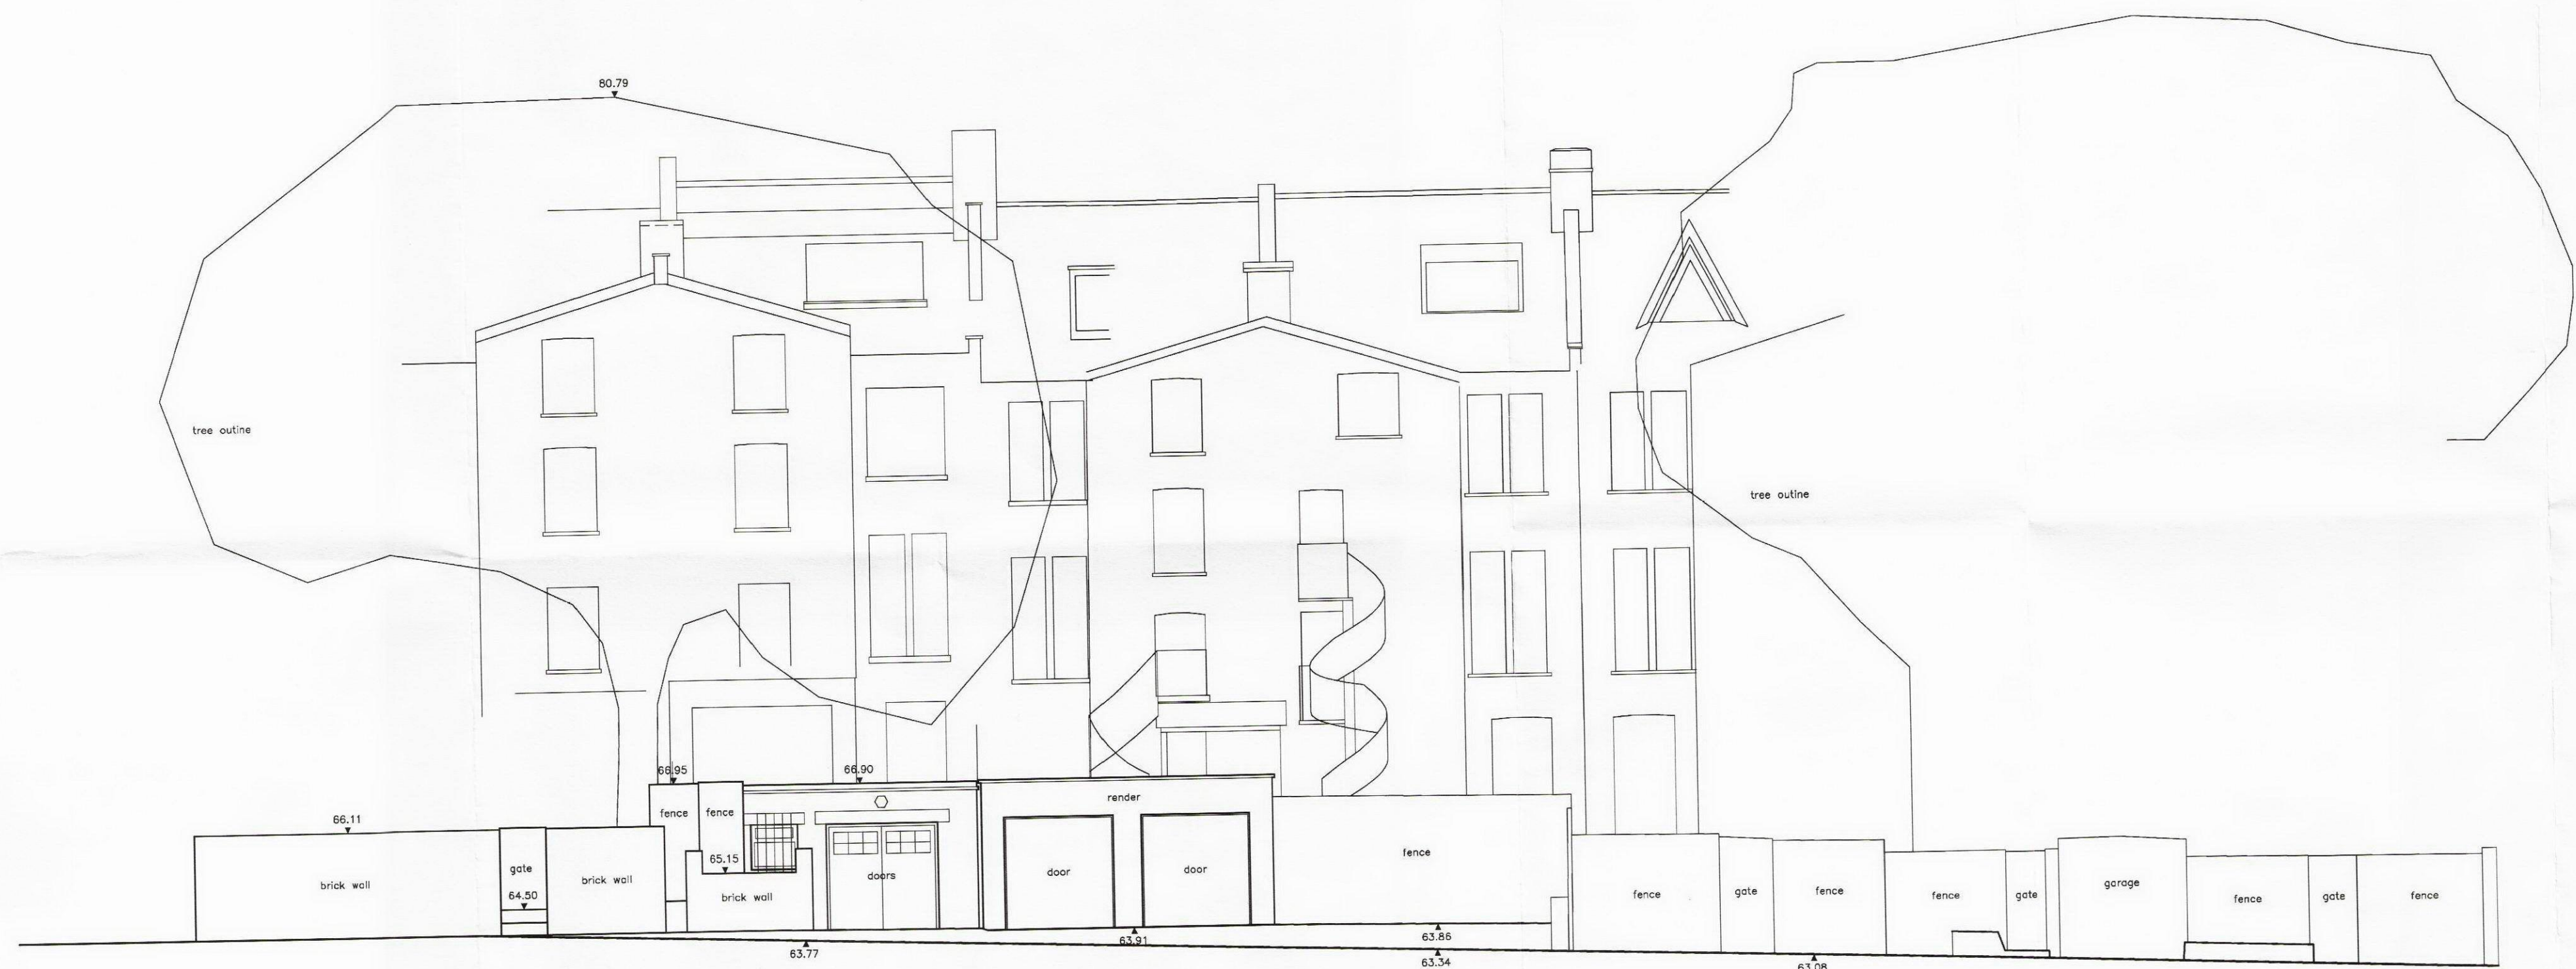 80.79
tree outine
tree outine
66.95
66.90
66.11
fence
fence
render
65.15
gate
64.50
brick wall
brick wall
brick wall
doors
door
door
fence
fence
gate
fence
fence
gate
garage
fence
gate
fence
63.77
63.91
63.86
63.34
63.08